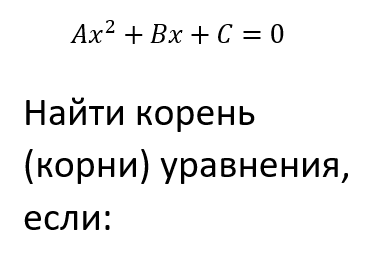 Ax² + Bx + C = 0
Найти корень
(корни) уравнения,
если: